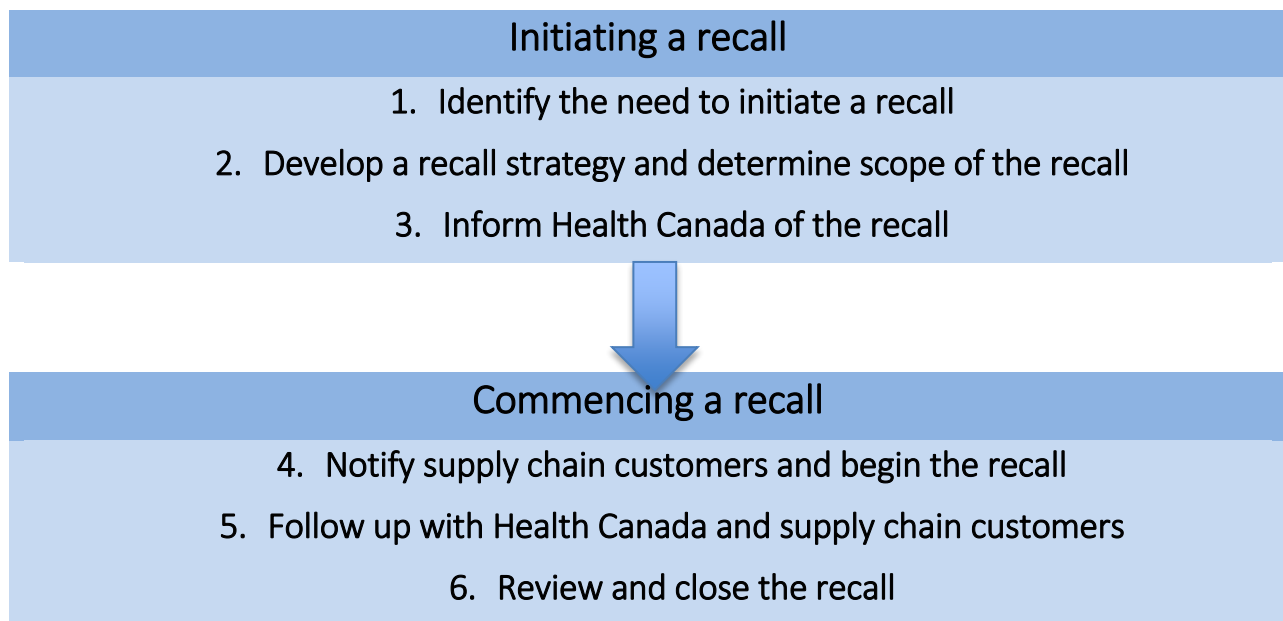 Initiating a recall
1. Identify the need to initiate a recall
2. Develop a recall strategy and determine scope of the recall
3. Inform Health Canada of the recall
Commencing a recall
4. Notify supply chain customers and begin the recall
5. Follow up with Health Canada and supply chain customers
6. Review and close the recall